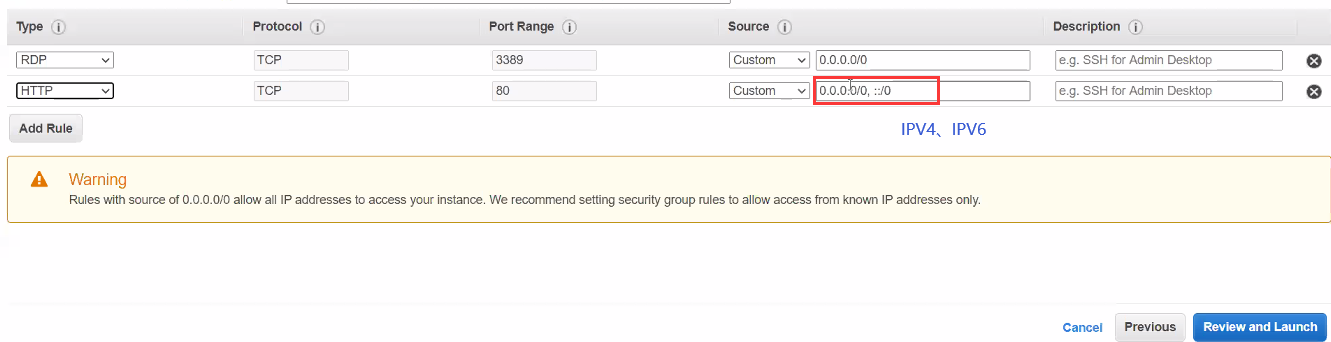 Type Protocol Port Range Source Description
RDP TCP 3389 Custom 0.0.0.0/0 e.g. SSH for Admin Desktop
HTTP TCP 80 Custom 0.0.0.0/0, ::/0 e.g. SSH for Admin Desktop
IPV4、IPV6
Add Rule
Warning
Rules with source of 0.0.0.0/0 allow all IP addresses to access your instance. We recommend setting security group rules to allow access from known IP addresses only.
Cancel Previous Review and Launch